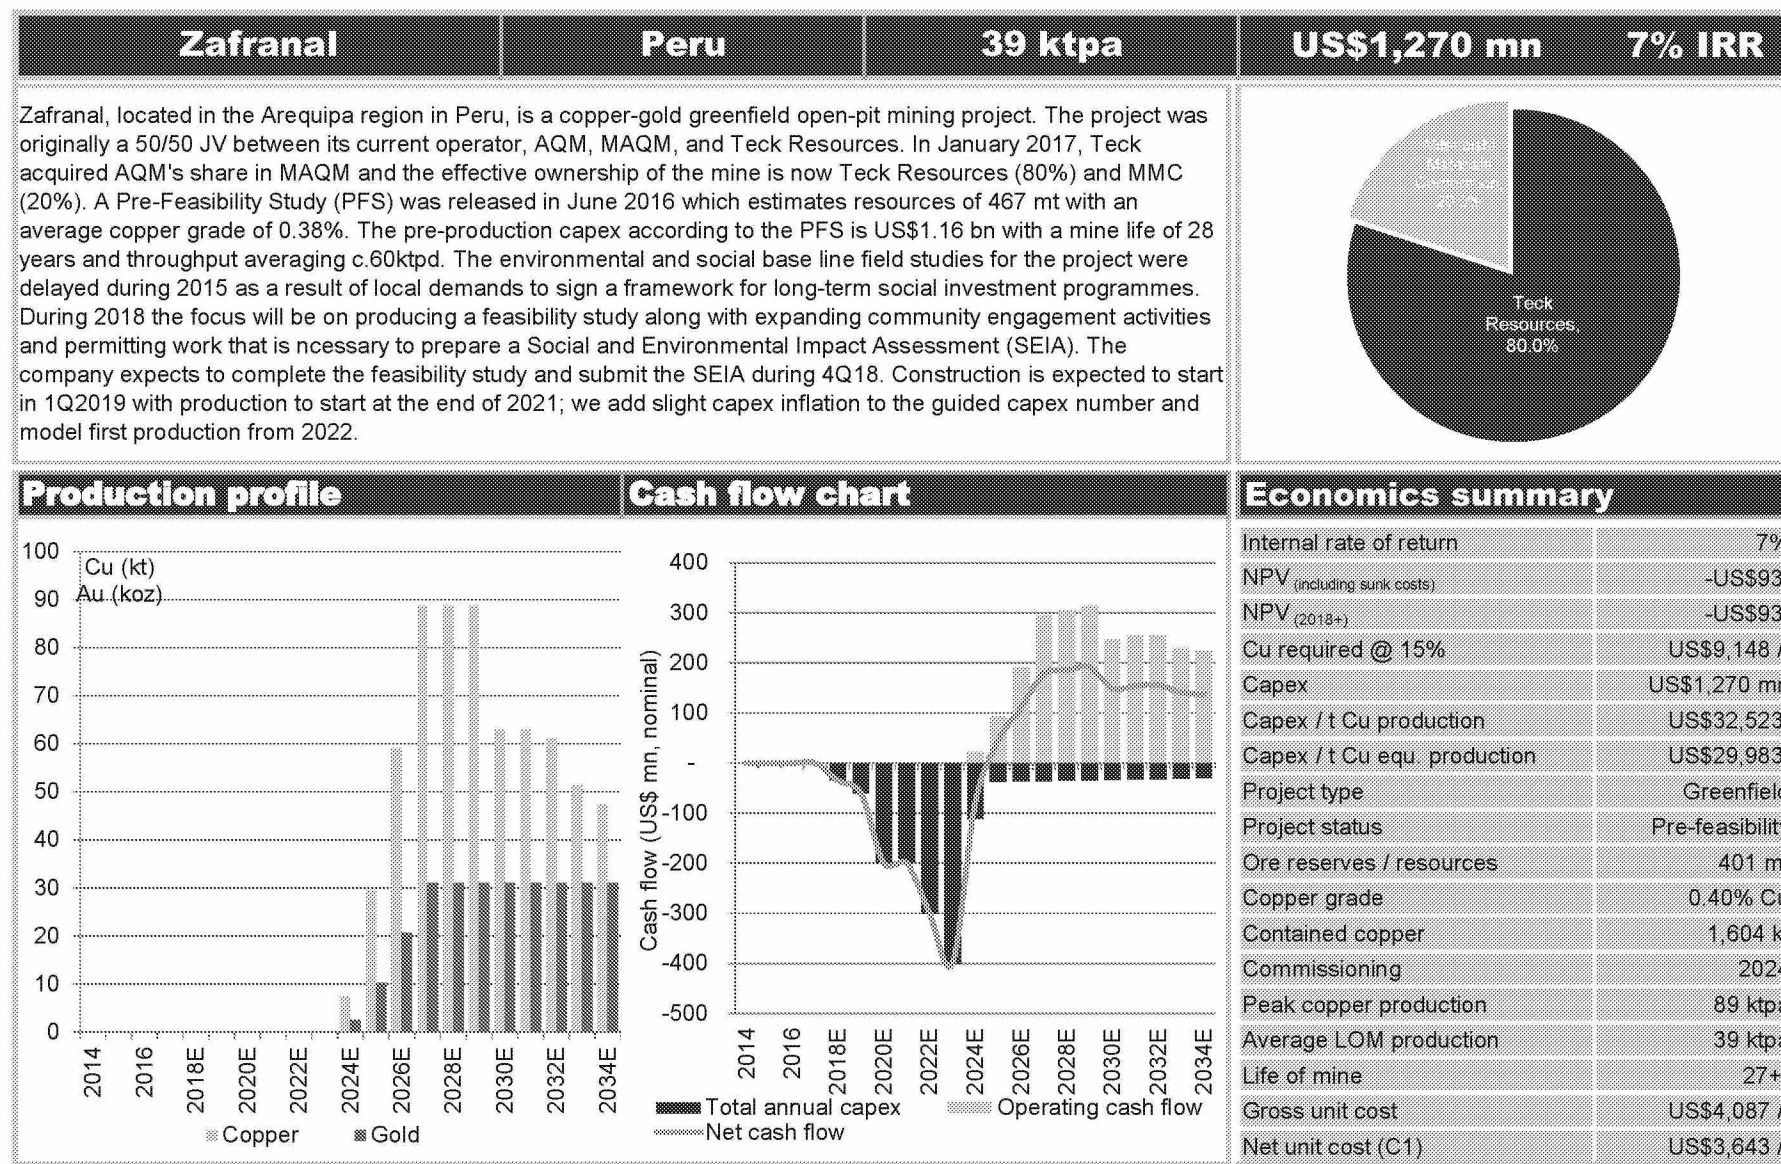 Zafranal Peru 39 ktpa US$1,270 mn 7% IRR
Zafranal, located in the Arequipa region in Peru, is a copper-gold greenfield open-pit mining project. The project was
originally a 50/50 JV between its current operator, AQM, MAQM, and Teck Resources. In January 2017, Teck
acquired AQM's share in MAQM and the effective ownership of the mine is now Teck Resources (80%) and MMC
(20%). A Pre-Feasibility Study (PFS) was released in June 2016 which estimates resources of 467 mt with an
average copper grade of 0.38%. The pre-production capex according to the PFS is US$1.16 bn with a mine life of 28
years and throughput averaging c.60ktpd. The environmental and social base line field studies for the project were
delayed during 2015 as a result of local demands to sign a framework for long-term social investment programmes.
During 2018 the focus will be on producing a feasibility study along with expanding community engagement activities
and permitting work that is ncessary to prepare a Social and Environmental Impact Assessment (SEIA). The
company expects to complete the feasibility study and submit the SEIA during 4Q18. Construction is expected to start
in 1Q2019 with production to start at the end of 2021; we add slight capex inflation to the guided capex number and
model first production from 2022.
Teck
Resources,
80.0%
Production profile
100
90
80
70
60
50
40
30
20
10
0
Cu (kt)
Au (koz)
2014
2016
2018E
2020E
2022E
2024E
2026E
2028E
2030E
2032E
2034E
Copper Gold
Cash flow chart
Cash flow (US$ mn, nominal)
400
300
200
100
-
-100
-200
-300
-400
-500
2014
2016
2018E
2020E
2022E
2024E
2026E
2028E
2030E
2032E
2034E
Total annual capex Operating cash flow
Net cash flow
Economics summary
Internal rate of return 7%
NPV (including sunk costs) -US$93
NPV (2018+) -US$93
Cu required @ 15% US$9,148 /
Capex US$1,270 mn
Capex / t Cu production US$32,523
Capex / t Cu equ. production US$29,983
Project type Greenfield
Project status Pre-feasibility
Ore reserves / resources 401 m
Copper grade 0.40% Cu
Contained copper 1,604 k
Commissioning 2024
Peak copper production 89 ktpa
Average LOM production 39 ktpa
Life of mine 27+
Gross unit cost US$4,087 /
Net unit cost (C1) US$3,643 /